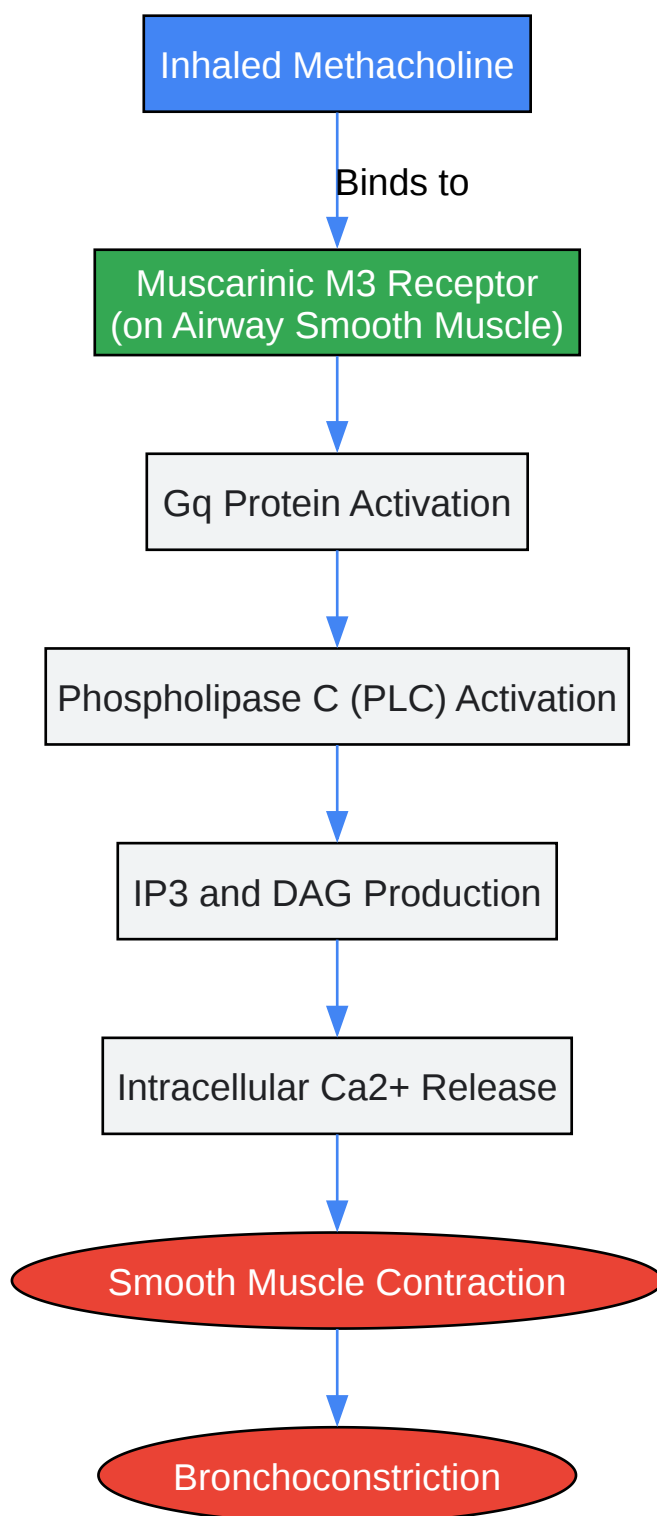 Inhaled Methacholine
Binds to
Muscarinic M3 Receptor
(on Airway Smooth Muscle)
Gq Protein Activation
Phospholipase C (PLC) Activation
IP3 and DAG Production
Intracellular Ca2+ Release
Smooth Muscle Contraction
Bronchoconstriction